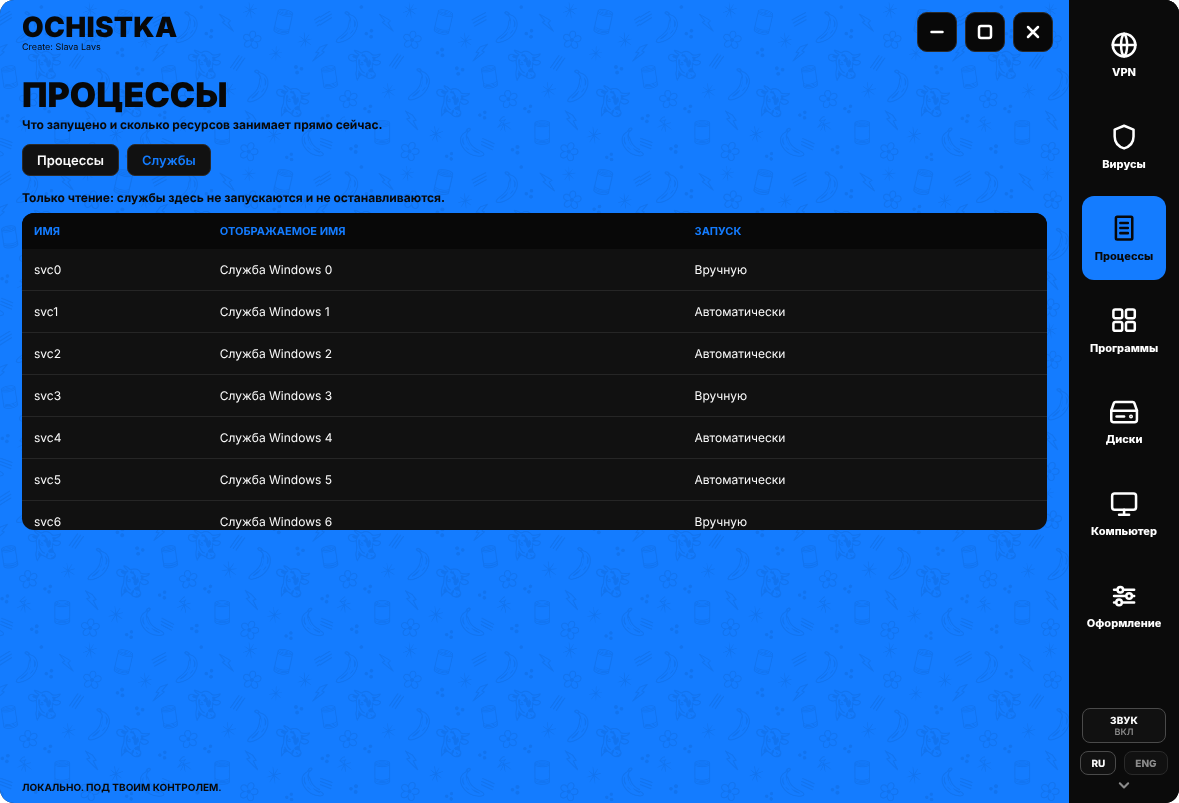 OCHISTKA
Create: Slava Lavs
ПРОЦЕССЫ
Что запущено и сколько ресурсов занимает прямо сейчас.
Процессы Службы
Только чтение: службы здесь не запускаются и не останавливаются.
ИМЯ ОТОБРАЖАЕМОЕ ИМЯ ЗАПУСК
svc0 Служба Windows 0 Вручную
svc1 Служба Windows 1 Автоматически
svc2 Служба Windows 2 Автоматически
svc3 Служба Windows 3 Вручную
svc4 Служба Windows 4 Автоматически
svc5 Служба Windows 5 Автоматически
svc6 Служба Windows 6 Вручную
ЛОКАЛЬНО. ПОД ТВОИМ КОНТРОЛЕМ.
VPN
Вирусы
Процессы
Программы
Диски
Компьютер
Оформление
ЗВУК
ВКЛ
RU ENG